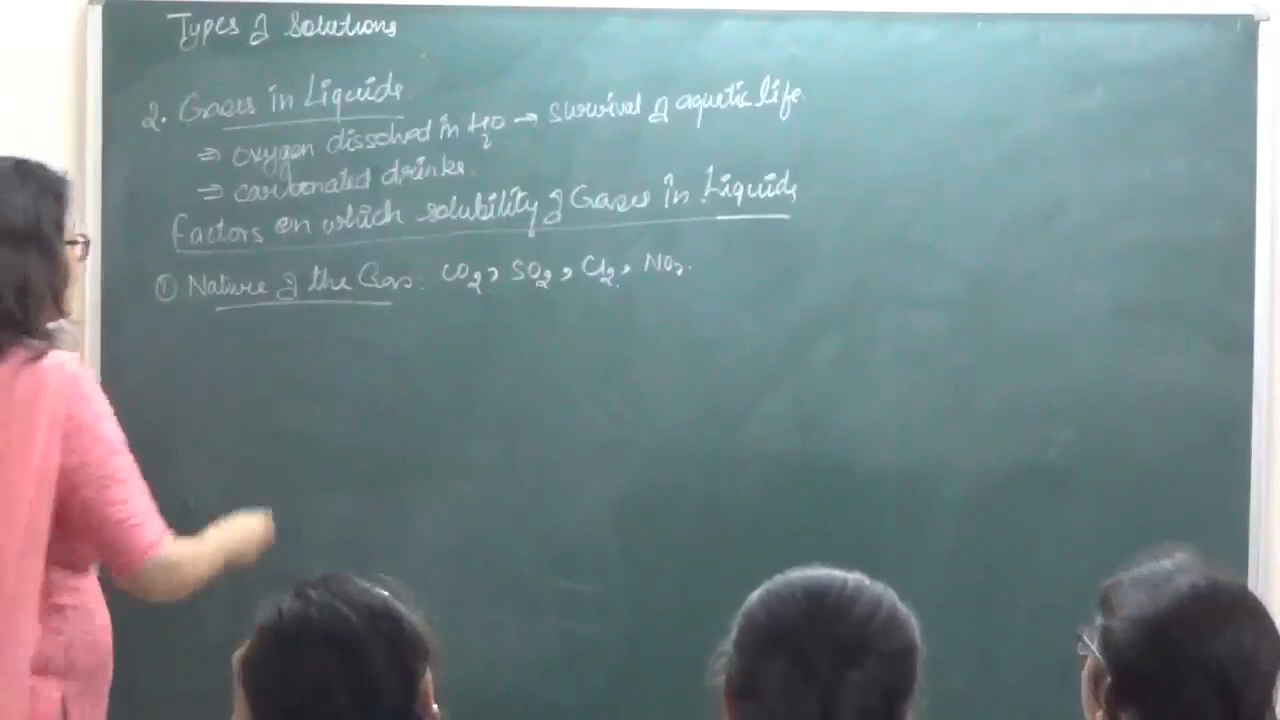 Types of Solutions
2. Gases in Liquids
⇒ oxygen dissolved in H2O → survival of aquatic life.
⇒ carbonated drinks.
Factors on which solubility of Gases in Liquids
① Nature of the Gas: CO2, SO2, Cl2, NO2.